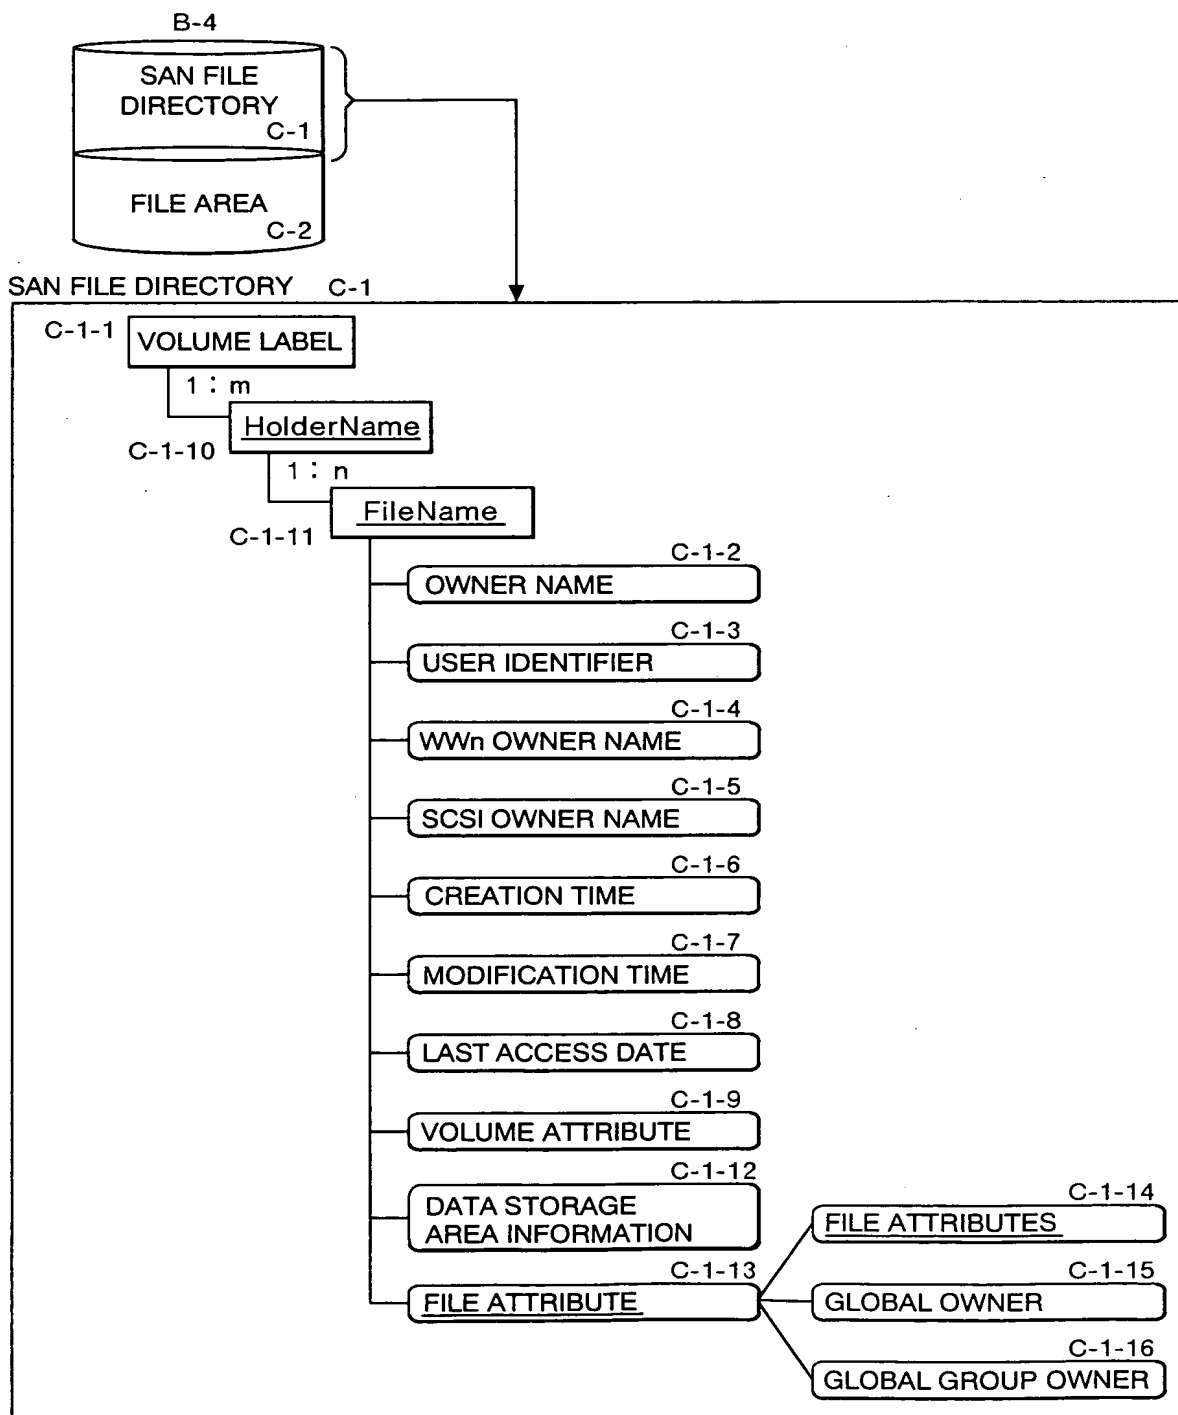 B-4
SAN FILE
DIRECTORY
C-1
FILE AREA
C-2
SAN FILE DIRECTORY C-1
C-1-1
VOLUME LABEL
1 : m
HolderName
C-1-10
1 : n
FileName
C-1-11
C-1-2
OWNER NAME
C-1-3
USER IDENTIFIER
C-1-4
WWn OWNER NAME
C-1-5
SCSI OWNER NAME
C-1-6
CREATION TIME
C-1-7
MODIFICATION TIME
C-1-8
LAST ACCESS DATE
C-1-9
VOLUME ATTRIBUTE
C-1-12
DATA STORAGE
AREA INFORMATION
C-1-13
FILE ATTRIBUTE
C-1-14
FILE ATTRIBUTES
C-1-15
GLOBAL OWNER
C-1-16
GLOBAL GROUP OWNER